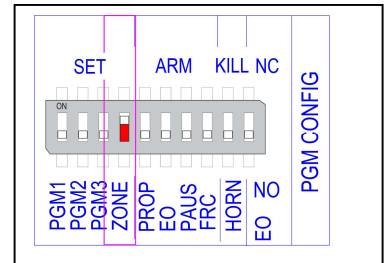 SET ARM KILL NC
ON
PGM1
PGM2
PGM3
ZONE
PROP
EO
PAUS
FRC
HORN
EO
NO
PGM CONFIG